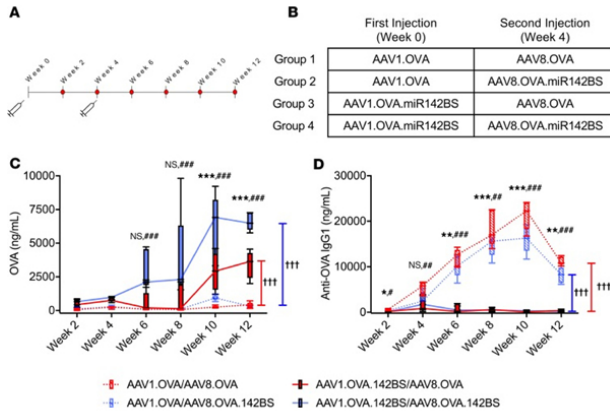 A
Week 0
Week 2
Week 4
Week 6
Week 8
Week 10
Week 12
B
First Injection
(Week 0)
Second Injection
(Week 4)
Group 1 AAV1.OVA AAV8.OVA
Group 2 AAV1.OVA AAV8.OVA.miR142BS
Group 3 AAV1.OVA.miR142BS AAV8.OVA
Group 4 AAV1.OVA.miR142BS AAV8.OVA.miR142BS
C
OVA (ng/mL)
10000
7500
5000
2500
0
NS,###
NS,###
***,###
***,###
†††
†††
Week 2
Week 4
Week 6
Week 8
Week 10
Week 12
D
Anti-OVA IgG1 (ng/mL)
30000
20000
10000
0
*,#
NS,##
**,###
***,##
***,###
**,###
†††
†††
Week 2
Week 4
Week 6
Week 8
Week 10
Week 12
AAV1.OVA/AAV8.OVA
AAV1.OVA.142BS/AAV8.OVA
AAV1.OVA/AAV8.OVA.142BS
AAV1.OVA.142BS/AAV8.OVA.142BS